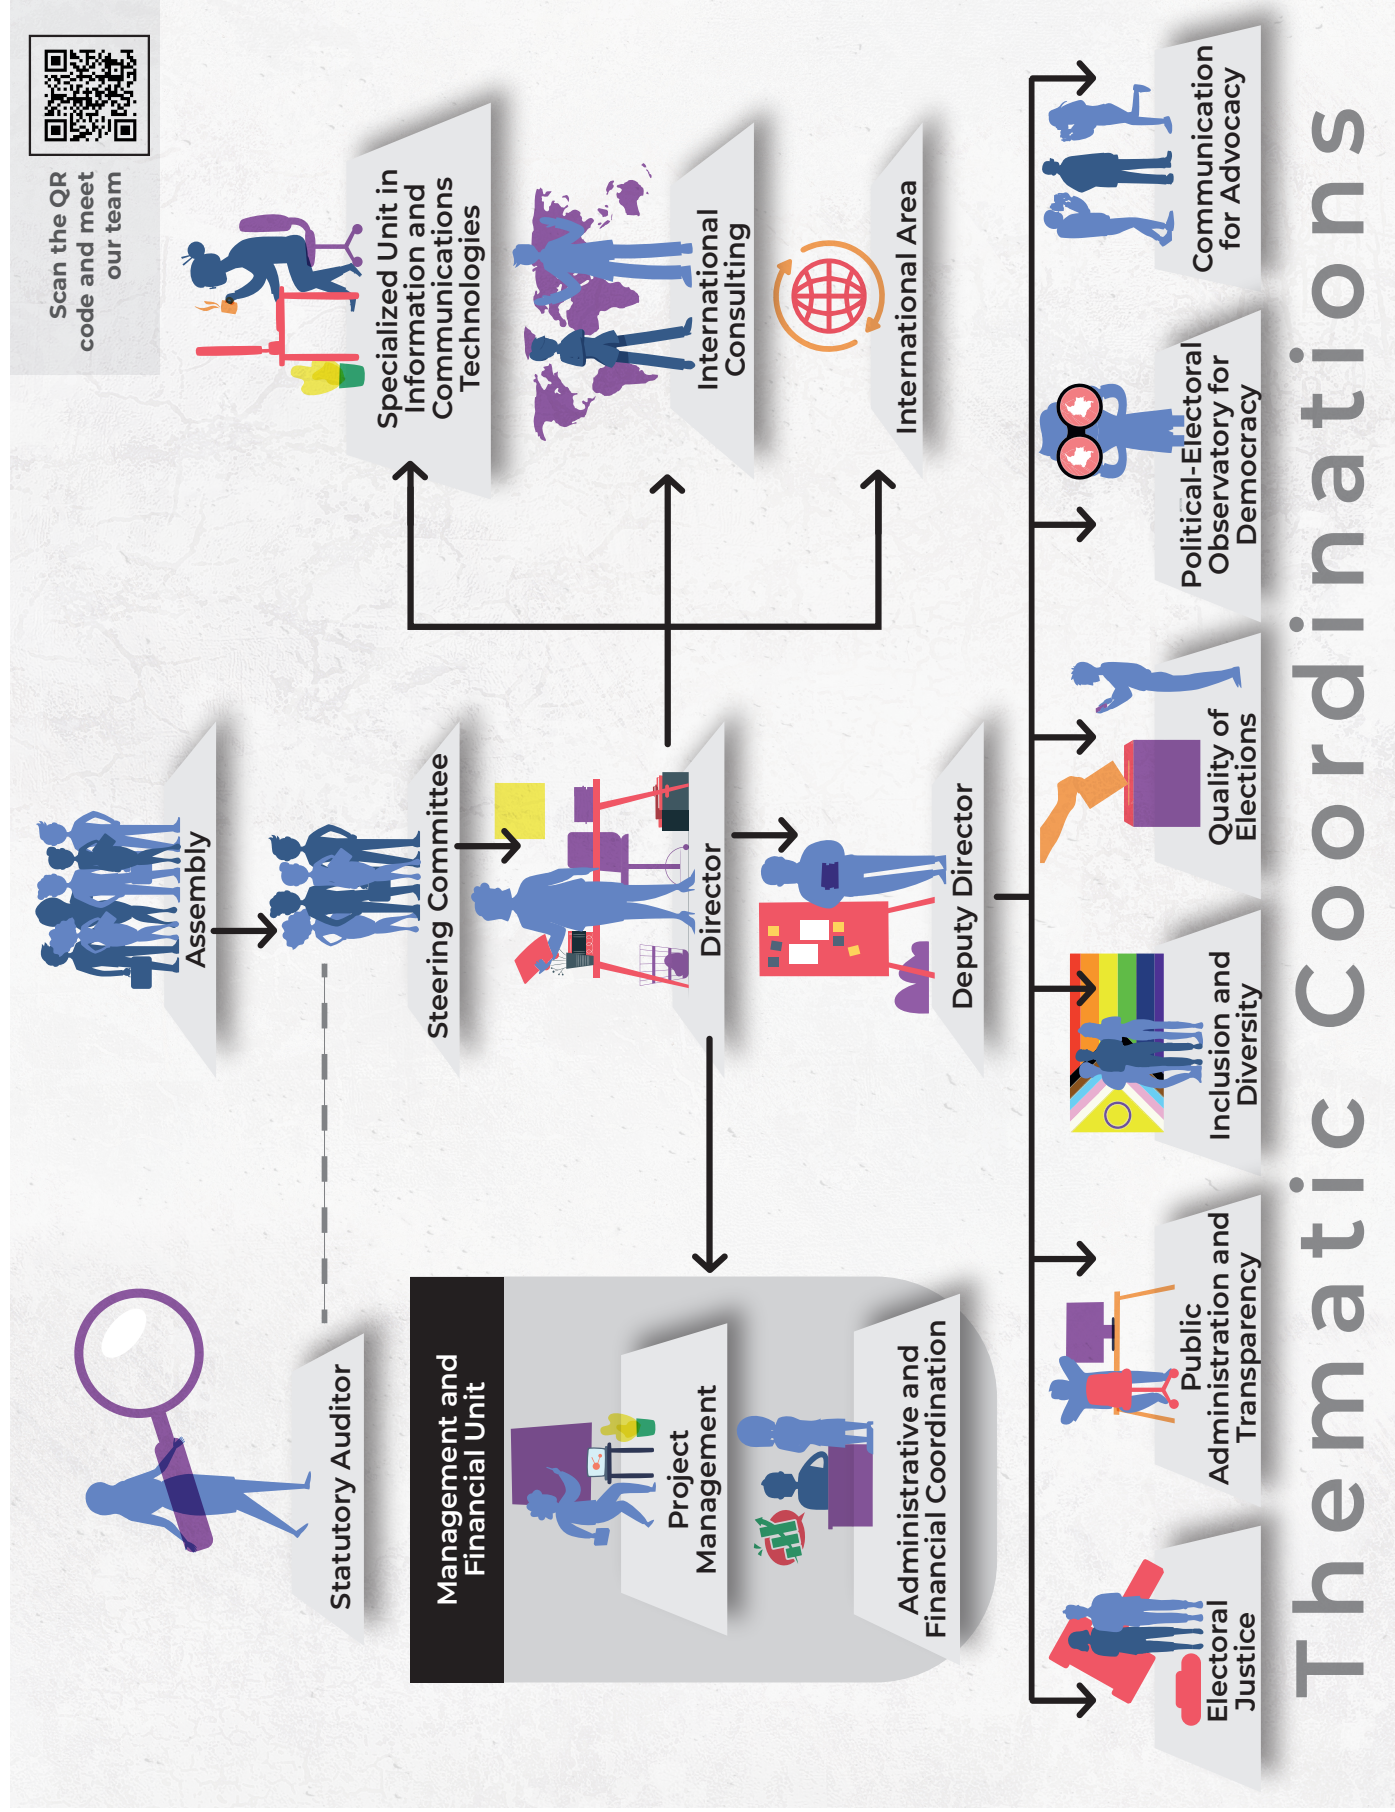 Scan the QR
code and meet
our team
Assembly
Steering Committee
Statutory Auditor
Director
Specialized Unit in
Information and
Communications
Technologies
International
Consulting
International Area
Management and
Financial Unit
Project
Management
Administrative and
Financial Coordination
Deputy Director
Electoral
Justice
Public
Administration and
Transparency
Inclusion and
Diversity
Quality of
Elections
Political-Electoral
Observatory for
Democracy
Communication
for Advocacy
Thematic Coordinations